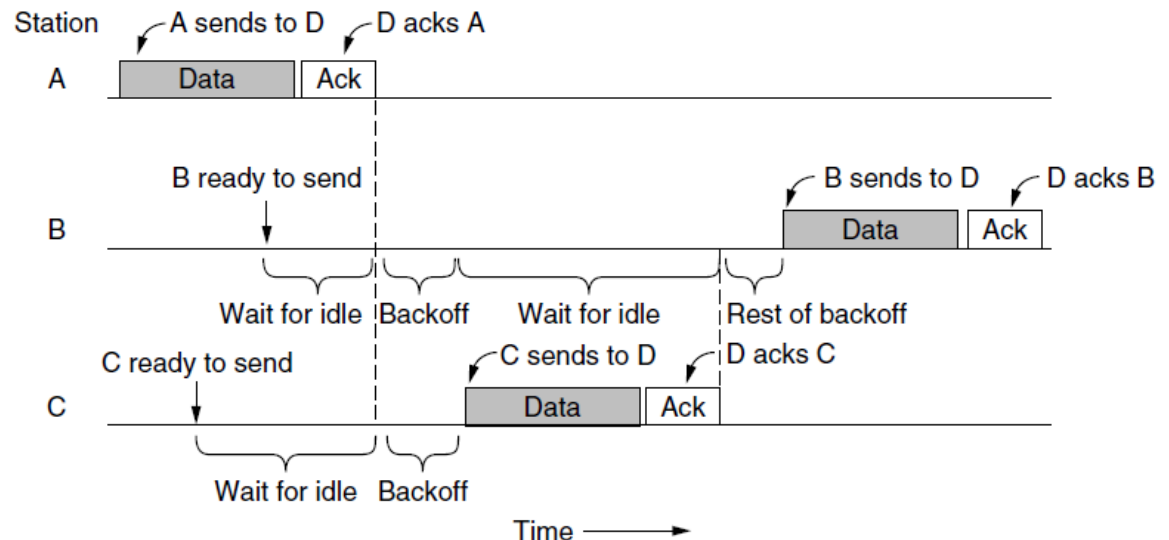 Station
A sends to D
D acks A
A
Data
Ack
B ready to send
B sends to D
D acks B
B
Data
Ack
Wait for idle
Backoff
Wait for idle
Rest of backoff
C ready to send
C sends to D
D acks C
C
Data
Ack
Wait for idle
Backoff
Time